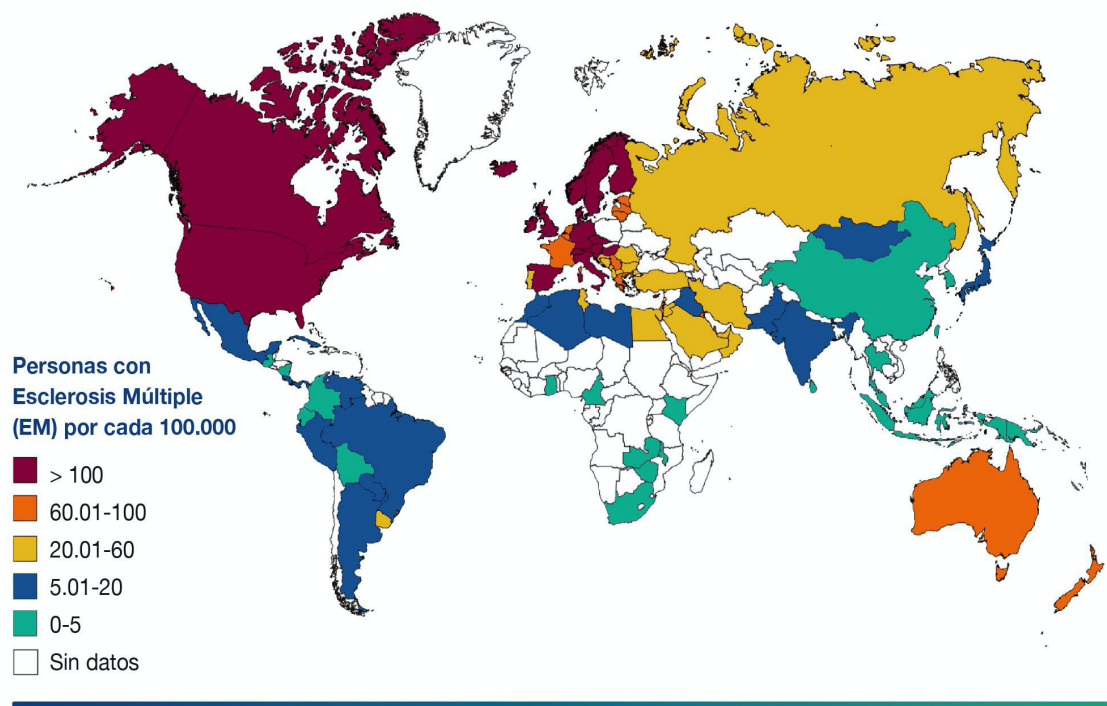 Personas con
Esclerosis Múltiple
(EM) por cada 100.000
> 100
60.01-100
20.01-60
5.01-20
0-5
Sin datos